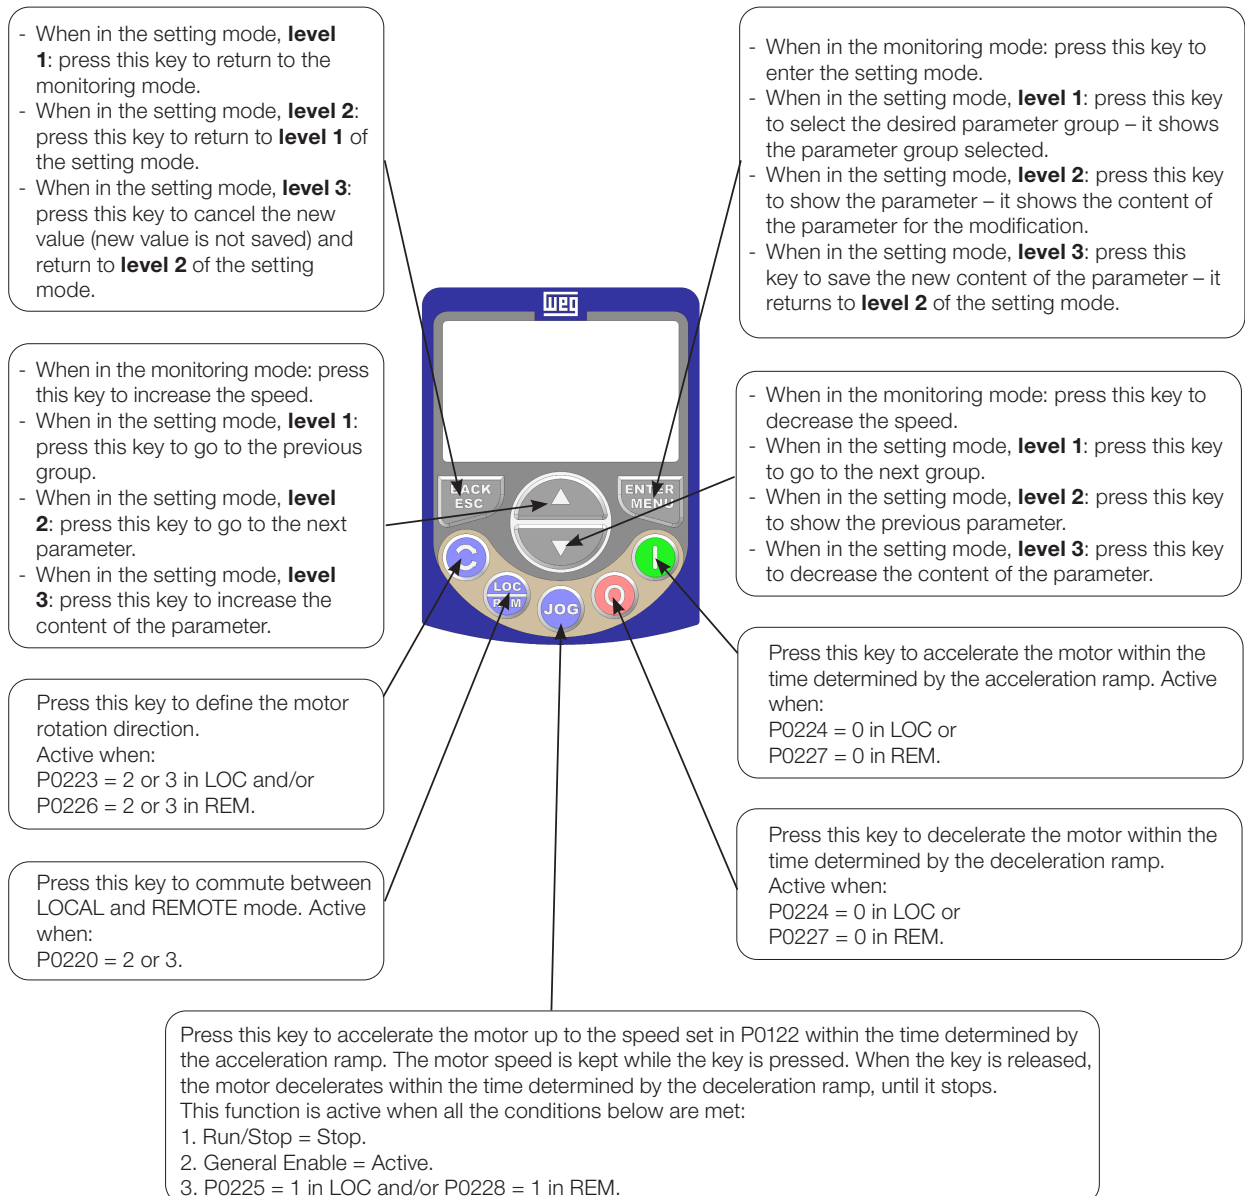 - When in the setting mode, level
1: press this key to return to the
monitoring mode.
- When in the setting mode, level 2:
press this key to return to level 1 of
the setting mode.
- When in the setting mode, level 3:
press this key to cancel the new
value (new value is not saved) and
return to level 2 of the setting
mode.
- When in the monitoring mode: press this key to
enter the setting mode.
- When in the setting mode, level 1: press this key
to select the desired parameter group – it shows
the parameter group selected.
- When in the setting mode, level 2: press this key
to show the parameter – it shows the content of
the parameter for the modification.
- When in the setting mode, level 3: press this
key to save the new content of the parameter – it
returns to level 2 of the setting mode.
weg
- When in the monitoring mode: press
this key to increase the speed.
- When in the setting mode, level 1:
press this key to go to the previous
group.
- When in the setting mode, level
2: press this key to go to the next
parameter.
- When in the setting mode, level
3: press this key to increase the
content of the parameter.
- When in the monitoring mode: press this key to
decrease the speed.
- When in the setting mode, level 1: press this key
to go to the next group.
- When in the setting mode, level 2: press this key
to show the previous parameter.
- When in the setting mode, level 3: press this key
to decrease the content of the parameter.
BACK
ESC
ENTER
MENU
LOC
REM
JOG
Press this key to define the motor
rotation direction.
Active when:
P0223 = 2 or 3 in LOC and/or
P0226 = 2 or 3 in REM.
Press this key to accelerate the motor within the
time determined by the acceleration ramp. Active
when:
P0224 = 0 in LOC or
P0227 = 0 in REM.
Press this key to commute between
LOCAL and REMOTE mode. Active
when:
P0220 = 2 or 3.
Press this key to decelerate the motor within the
time determined by the deceleration ramp.
Active when:
P0224 = 0 in LOC or
P0227 = 0 in REM.
Press this key to accelerate the motor up to the speed set in P0122 within the time determined by
the acceleration ramp. The motor speed is kept while the key is pressed. When the key is released,
the motor decelerates within the time determined by the deceleration ramp, until it stops.
This function is active when all the conditions below are met:
1. Run/Stop = Stop.
2. General Enable = Active.
3. P0225 = 1 in LOC and/or P0228 = 1 in REM.